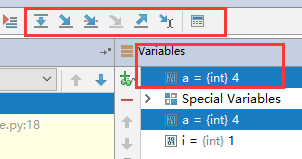 Variables
a = {int} 4
Special Variables
e.py:18
a = {int} 4
i = {int} 1